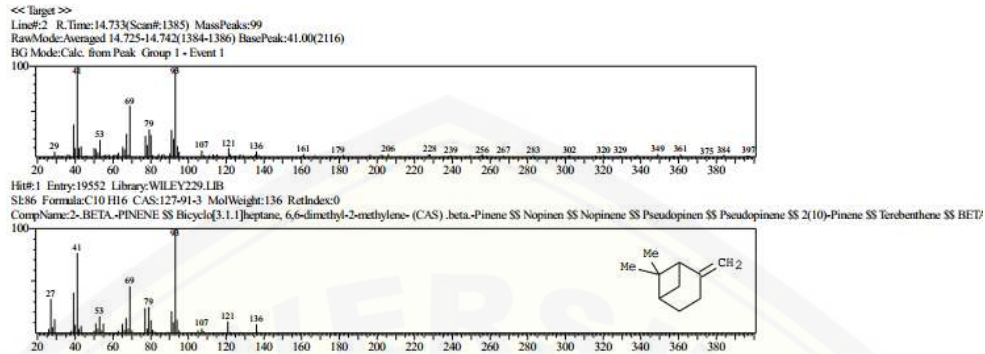 << Target >>
Line#:2 R.Time:14.733(Scan#:1385) MassPeaks:99
RawMode:Averaged 14.725-14.742(1384-1386) BasePeak:41.00(2116)
BG Mode:Calc. from Peak Group 1 - Event 1
100
41 93
69
29 53 79 107 121 136 161 179 206 228 239 256 267 283 302 320 329 349 361 375 384 397
20 40 60 80 100 120 140 160 180 200 220 240 260 280 300 320 340 360 380
Hit#:1 Entry:19552 Library:WILEY229.LIB
SI:86 Formula:C10 H16 CAS:127-91-3 MolWeight:136 RetIndex:0
CompName:2-.BETA.-PINENE $$ Bicyclo[3.1.1]heptane, 6,6-dimethyl-2-methylene- (CAS) .beta.-Pinene $$ Nopinen $$ Nopinene $$ Pseudopinen $$ Pseudopinene $$ 2(10)-Pinene $$ Terebenthene $$ BETA
100
93
41
Me
Me CH2
27 69
53 79 107 121 136
20 40 60 80 100 120 140 160 180 200 220 240 260 280 300 320 340 360 380